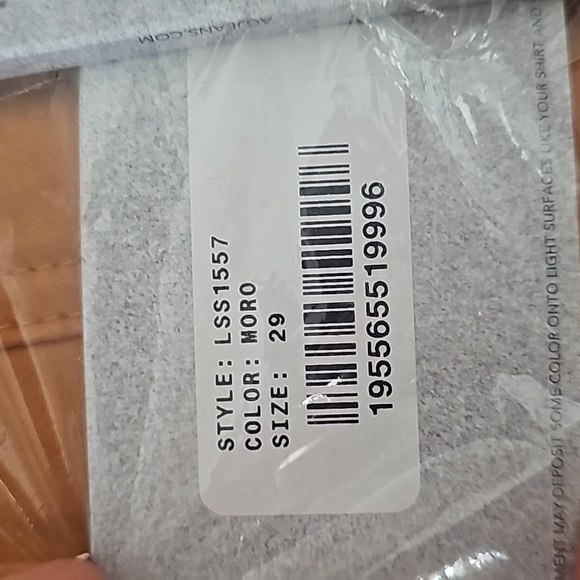 AGJEANS.COM
STYLE: LSS1557
COLOR: MORO
SIZE: 29
195565519996
MENT MAY DEPOSIT SOME COLOR ONTO LIGHT SURFACES LIKE YOUR SHIRT AND